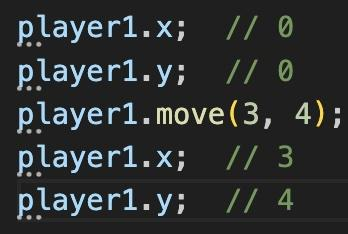 player1.x;  // 0
player1.y;  // 0
player1.move(3, 4);
player1.x;  // 3
player1.y;  // 4